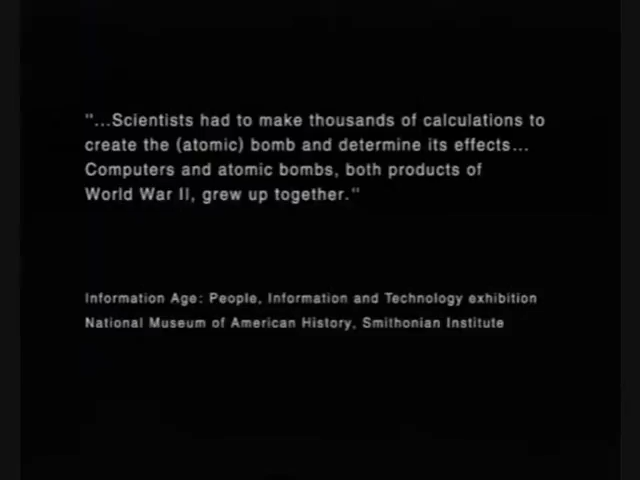 "...Scientists had to make thousands of calculations to
create the (atomic) bomb and determine its effects...
Computers and atomic bombs, both products of
World War II, grew up together."
Information Age: People, Information and Technology exhibition
National Museum of American History, Smithonian Institute